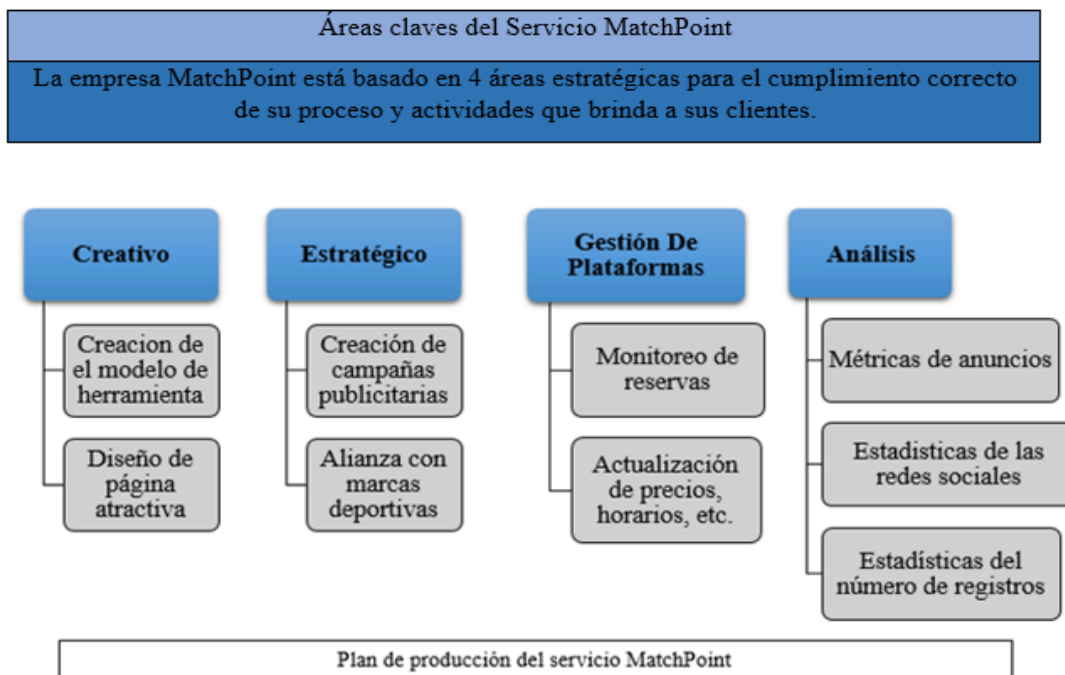 Áreas claves del Servicio MatchPoint
La empresa MatchPoint está basado en 4 áreas estratégicas para el cumplimiento correcto
de su proceso y actividades que brinda a sus clientes.
Creativo
Creacion de
el modelo de
herramienta
Diseño de
página
atractiva
Estratégico
Creación de
campañas
publicitarias
Alianza con
marcas
deportivas
Gestión De
Plataformas
Monitoreo de
reservas
Actualización
de precios,
horarios, etc.
Análisis
Métricas de anuncios
Estadisticas de las
redes sociales
Estadísticas del
número de registros
Plan de producción del servicio MatchPoint